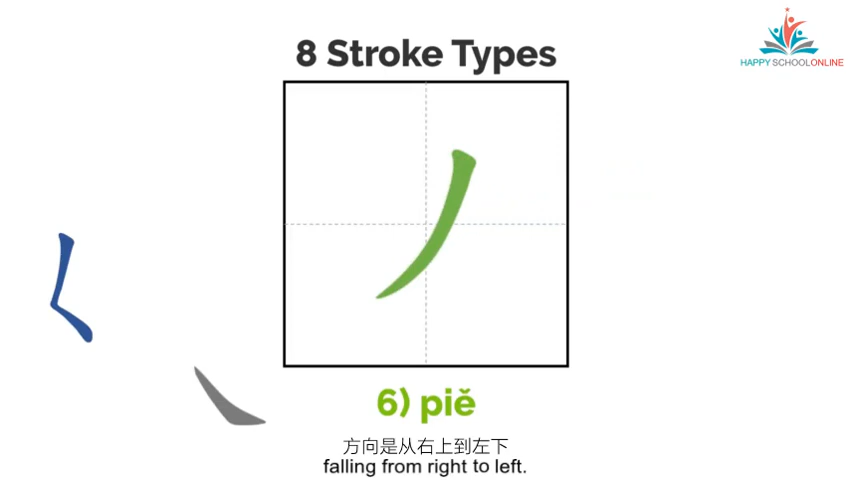 8 Stroke Types
HAPPY SCHOOLONLINE
6) piě
方向是从右上到左下
falling from right to left.